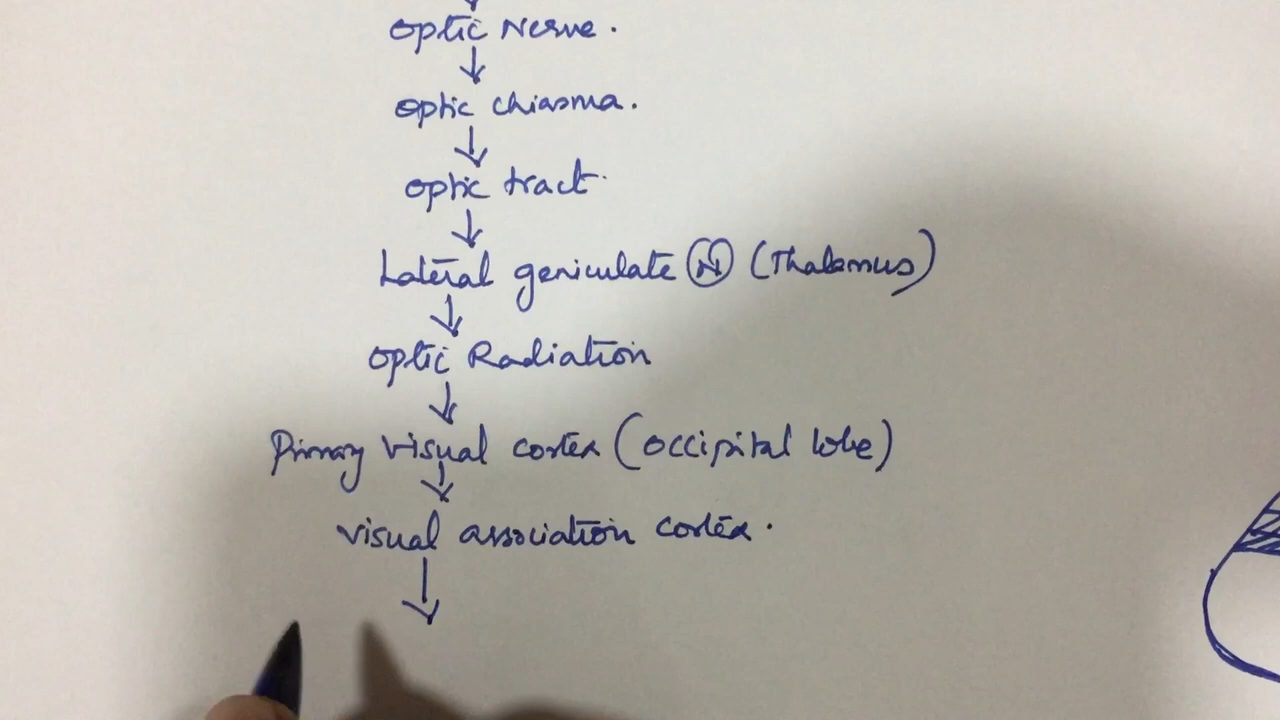 Optic Nerve.
Optic chiasma.
Optic tract.
Lateral geniculate N (Thalamus)
Optic Radiation
Primary visual cortex (Occipital lobe)
Visual association cortex.